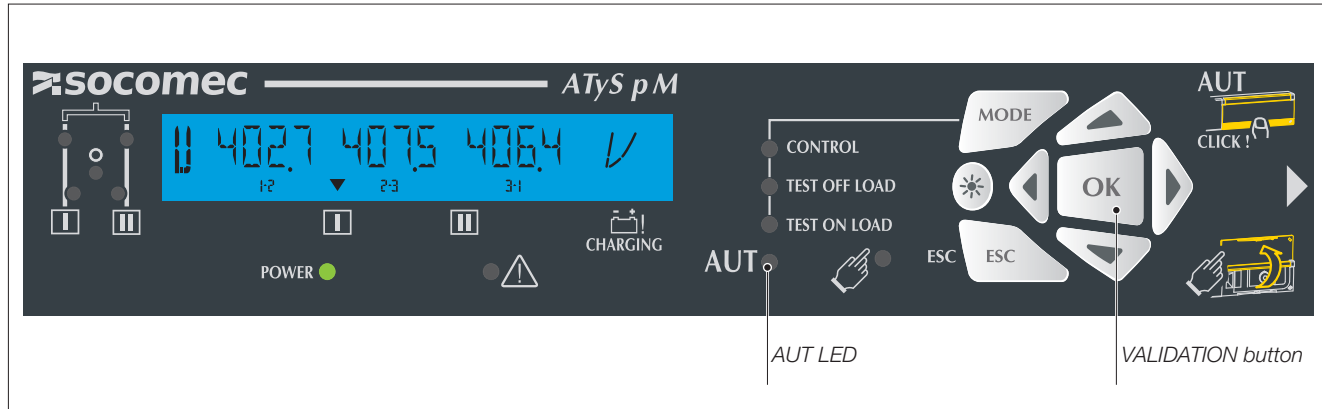 socomec ATyS p M
U 402.7 407.5 406.4 V
1-2 2-3 3-1
I II I II
CHARGING
POWER
CONTROL
TEST OFF LOAD
TEST ON LOAD
AUT
MODE
OK
ESC ESC
AUT
CLICK !
AUT LED
VALIDATION button